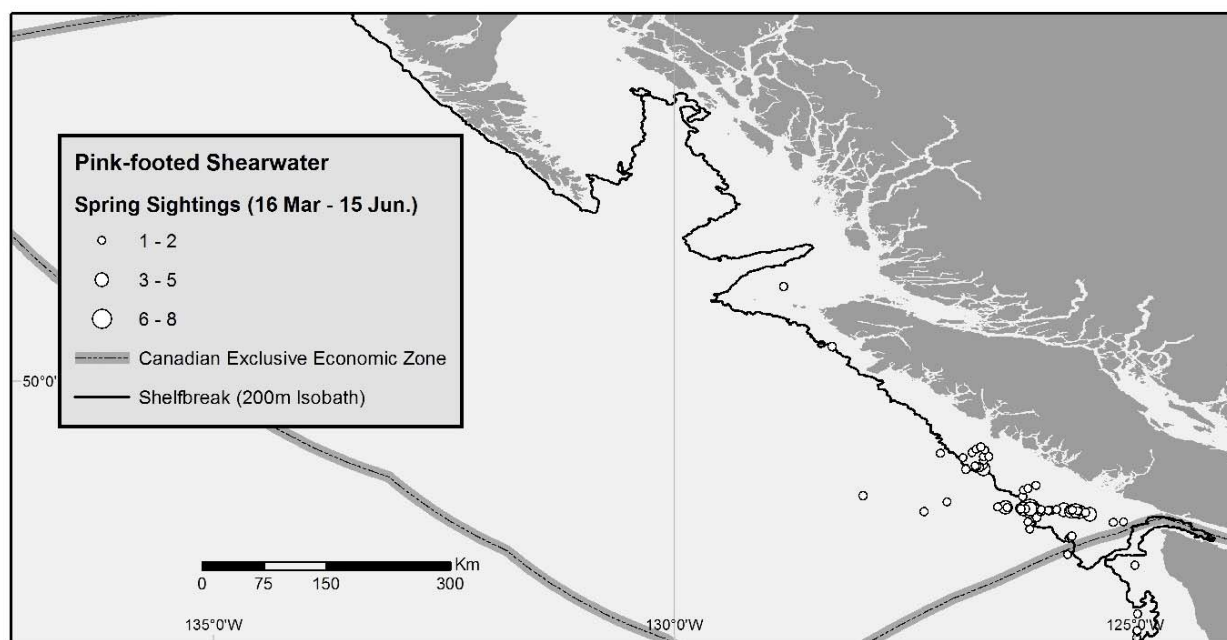 Pink-footed Shearwater
Spring Sightings (16 Mar - 15 Jun.)
1 - 2
3 - 5
6 - 8
Canadian Exclusive Economic Zone
Shelfbreak (200m Isobath)
50°0'
Km
0 75 150 300
135°0'W 130°0'W 125°0'W